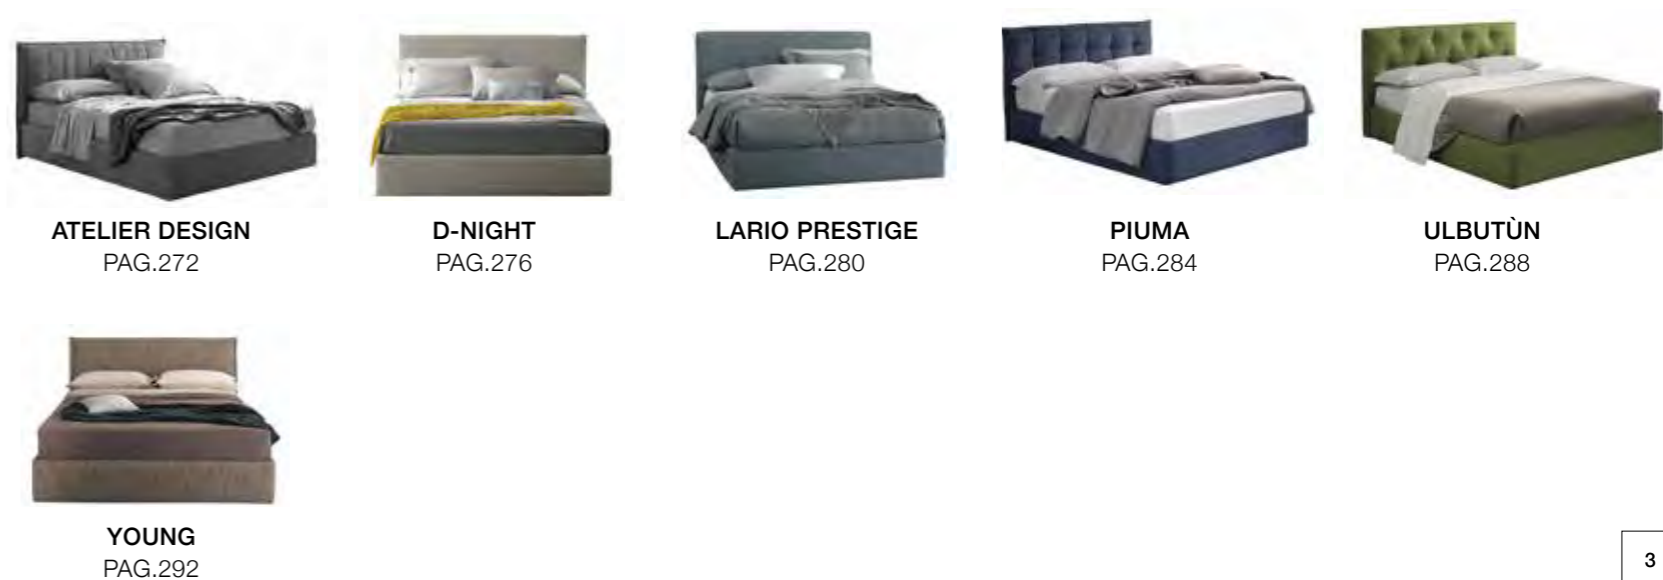 ATELIER DESIGN
PAG.272
D-NIGHT
PAG.276
LARIO PRESTIGE
PAG.280
PIUMA
PAG.284
ULBUTÙN
PAG.288
YOUNG
PAG.292
3